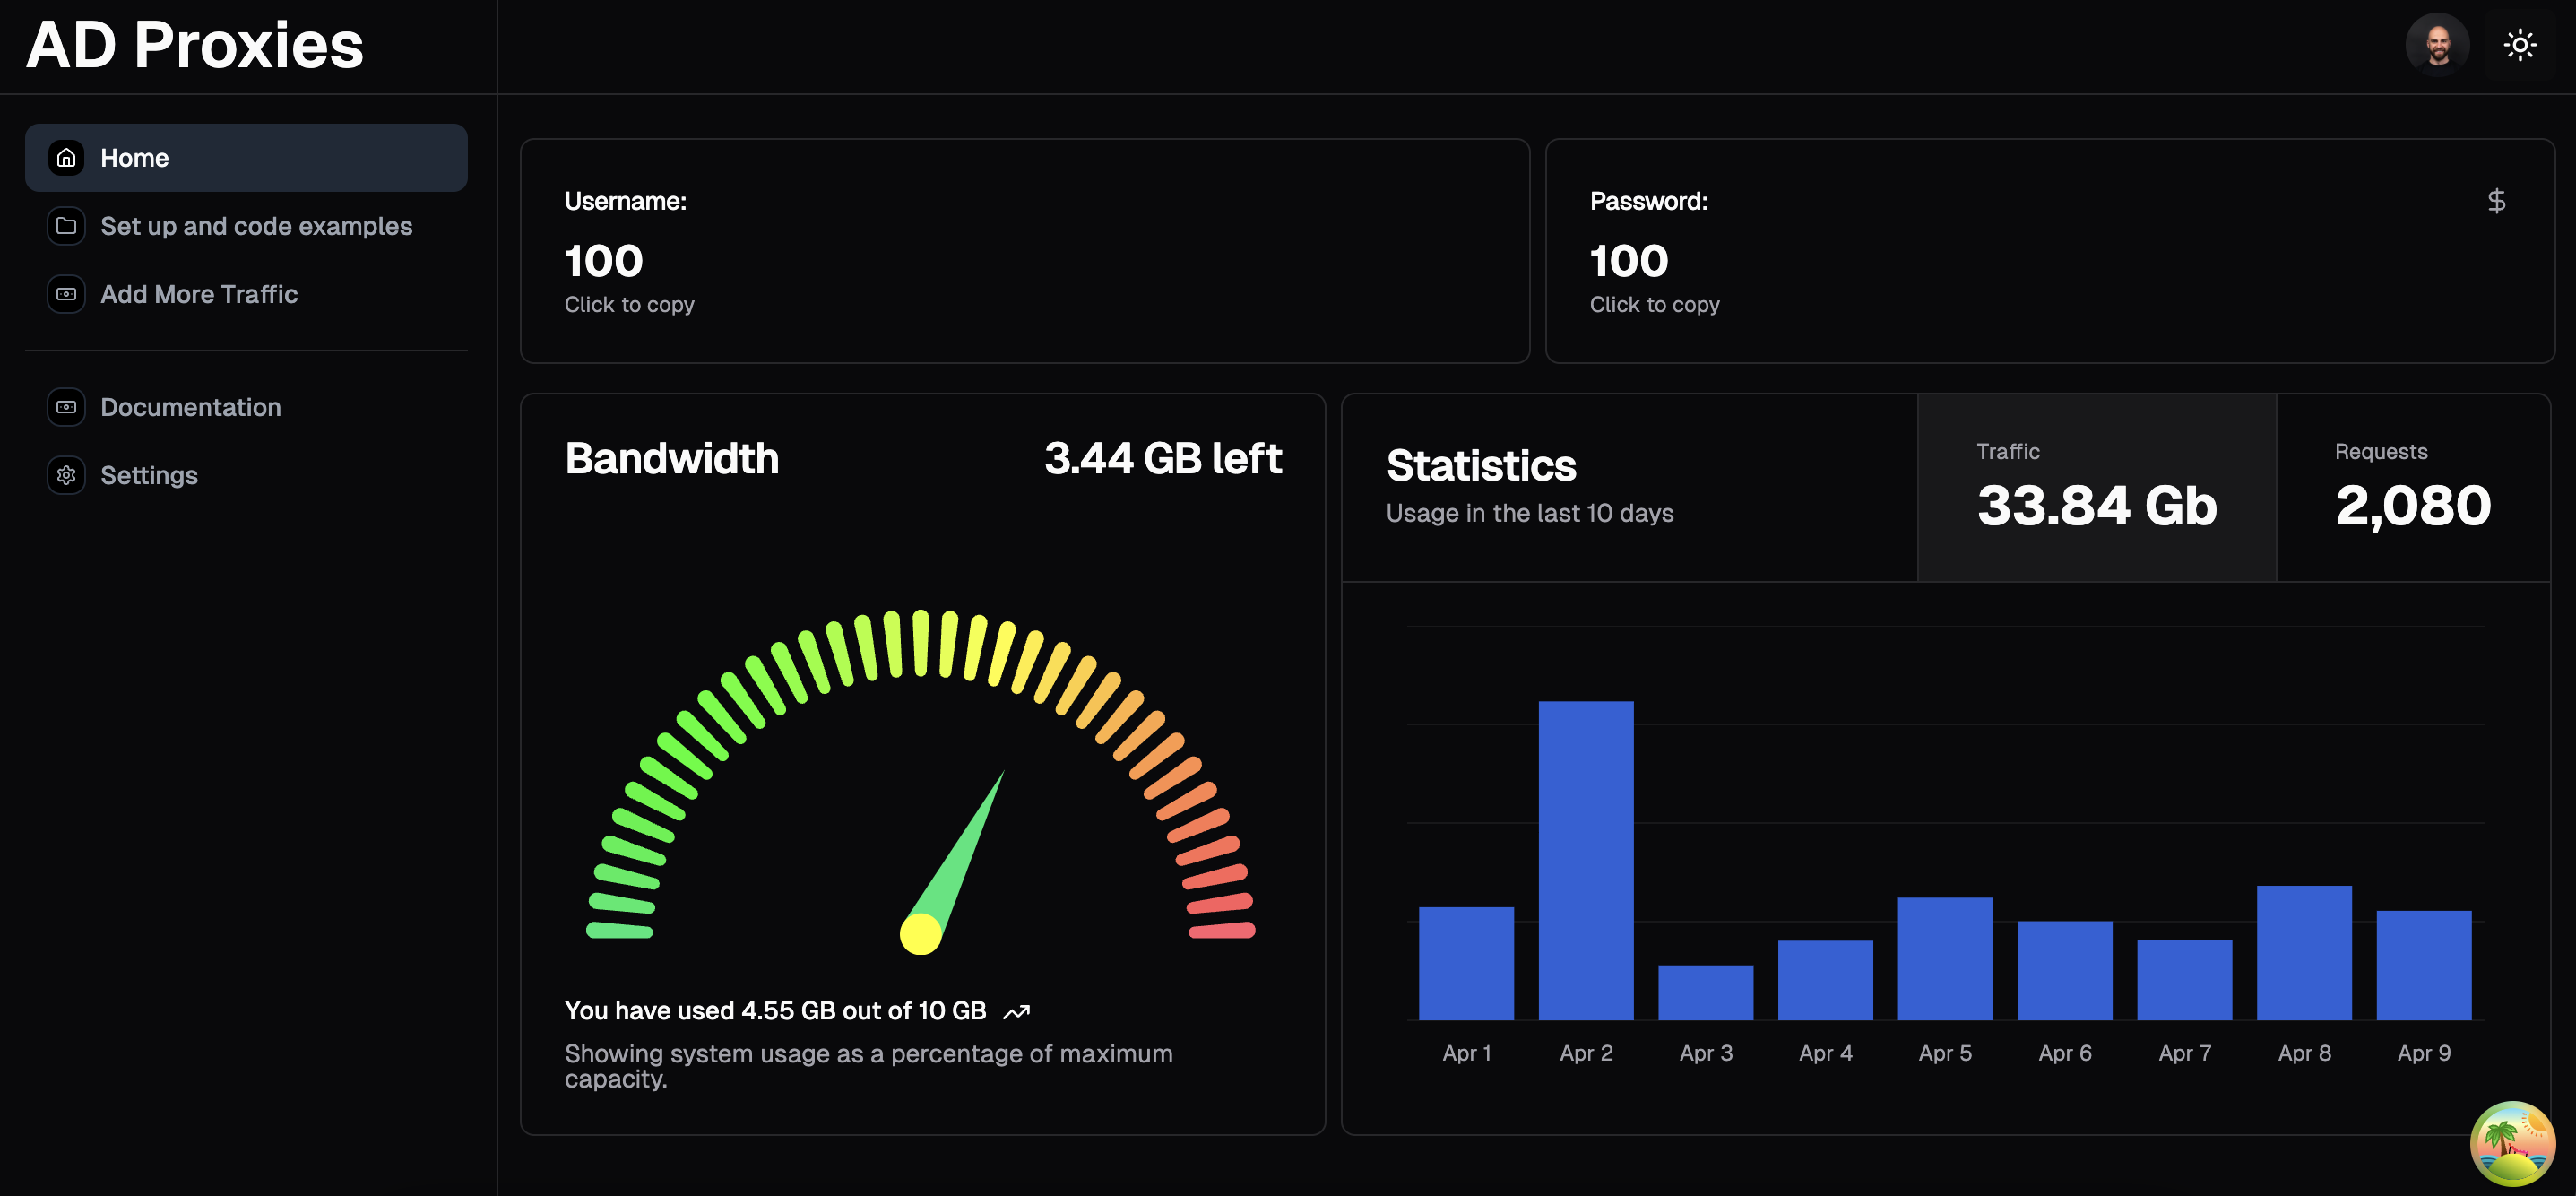 AD Proxies
Home
Set up and code examples
Add More Traffic
Documentation
Settings
Username:
100
Click to copy
Password:
$
100
Click to copy
Bandwidth
3.44 GB left
You have used 4.55 GB out of 10 GB
Showing system usage as a percentage of maximum
capacity.
Statistics
Usage in the last 10 days
Traffic
33.84 Gb
Requests
2,080
Apr 1
Apr 2
Apr 3
Apr 4
Apr 5
Apr 6
Apr 7
Apr 8
Apr 9